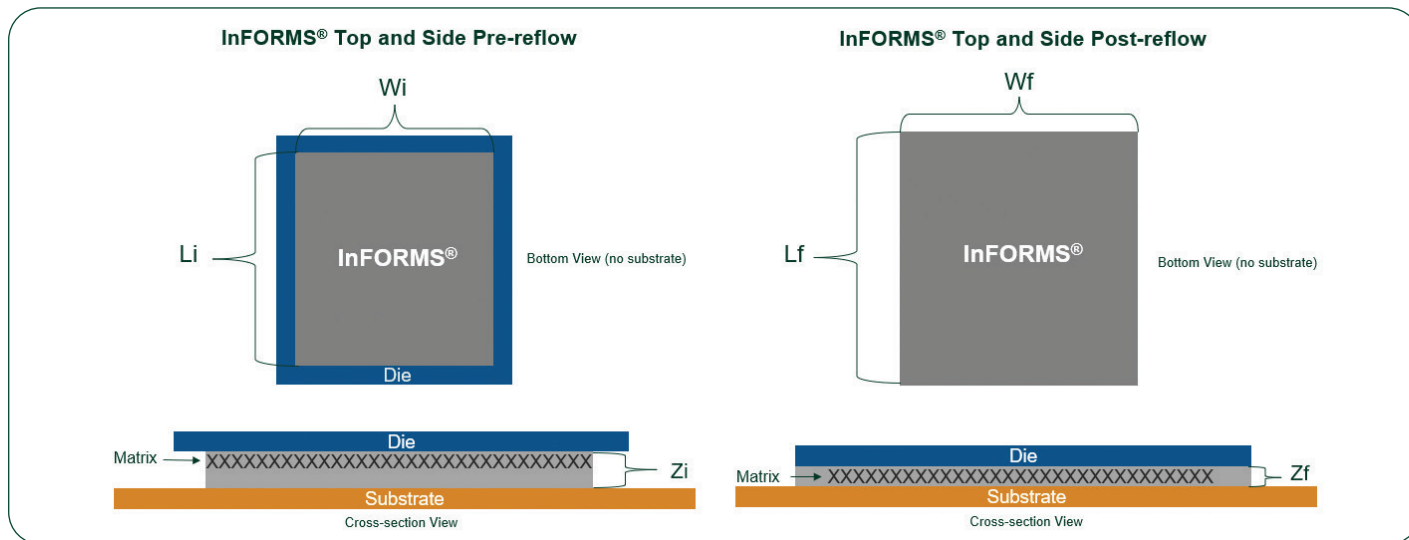 InFORMS® Top and Side Pre-reflow
Wi
Li
InFORMS®
Bottom View (no substrate)
Die
Die
Matrix
XXXXXXXXXXXXXXXXXXXXXXXXXXXXXXX
Zi
Substrate
Cross-section View
InFORMS® Top and Side Post-reflow
Wf
Lf
InFORMS®
Bottom View (no substrate)
Die
Matrix
XXXXXXXXXXXXXXXXXXXXXXXXXXXXXXX
Zf
Substrate
Cross-section View